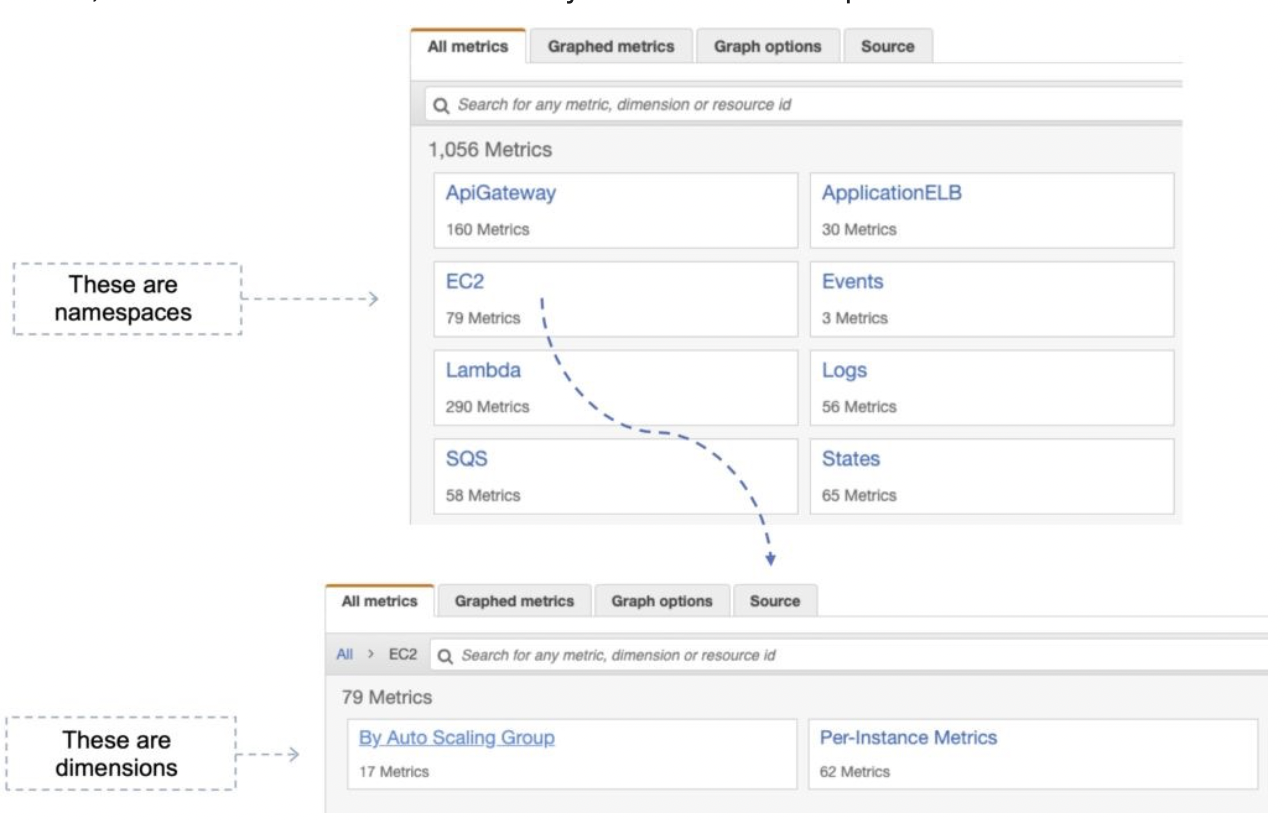 All metrics Graphed metrics Graph options Source
Search for any metric, dimension or resource id
1,056 Metrics
ApiGateway ApplicationELB
160 Metrics 30 Metrics
These are
namespaces
EC2 Events
79 Metrics 3 Metrics
Lambda Logs
290 Metrics 56 Metrics
SQS States
58 Metrics 65 Metrics
All metrics Graphed metrics Graph options Source
All > EC2 Search for any metric, dimension or resource id
79 Metrics
These are
dimensions
By Auto Scaling Group Per-Instance Metrics
17 Metrics 62 Metrics